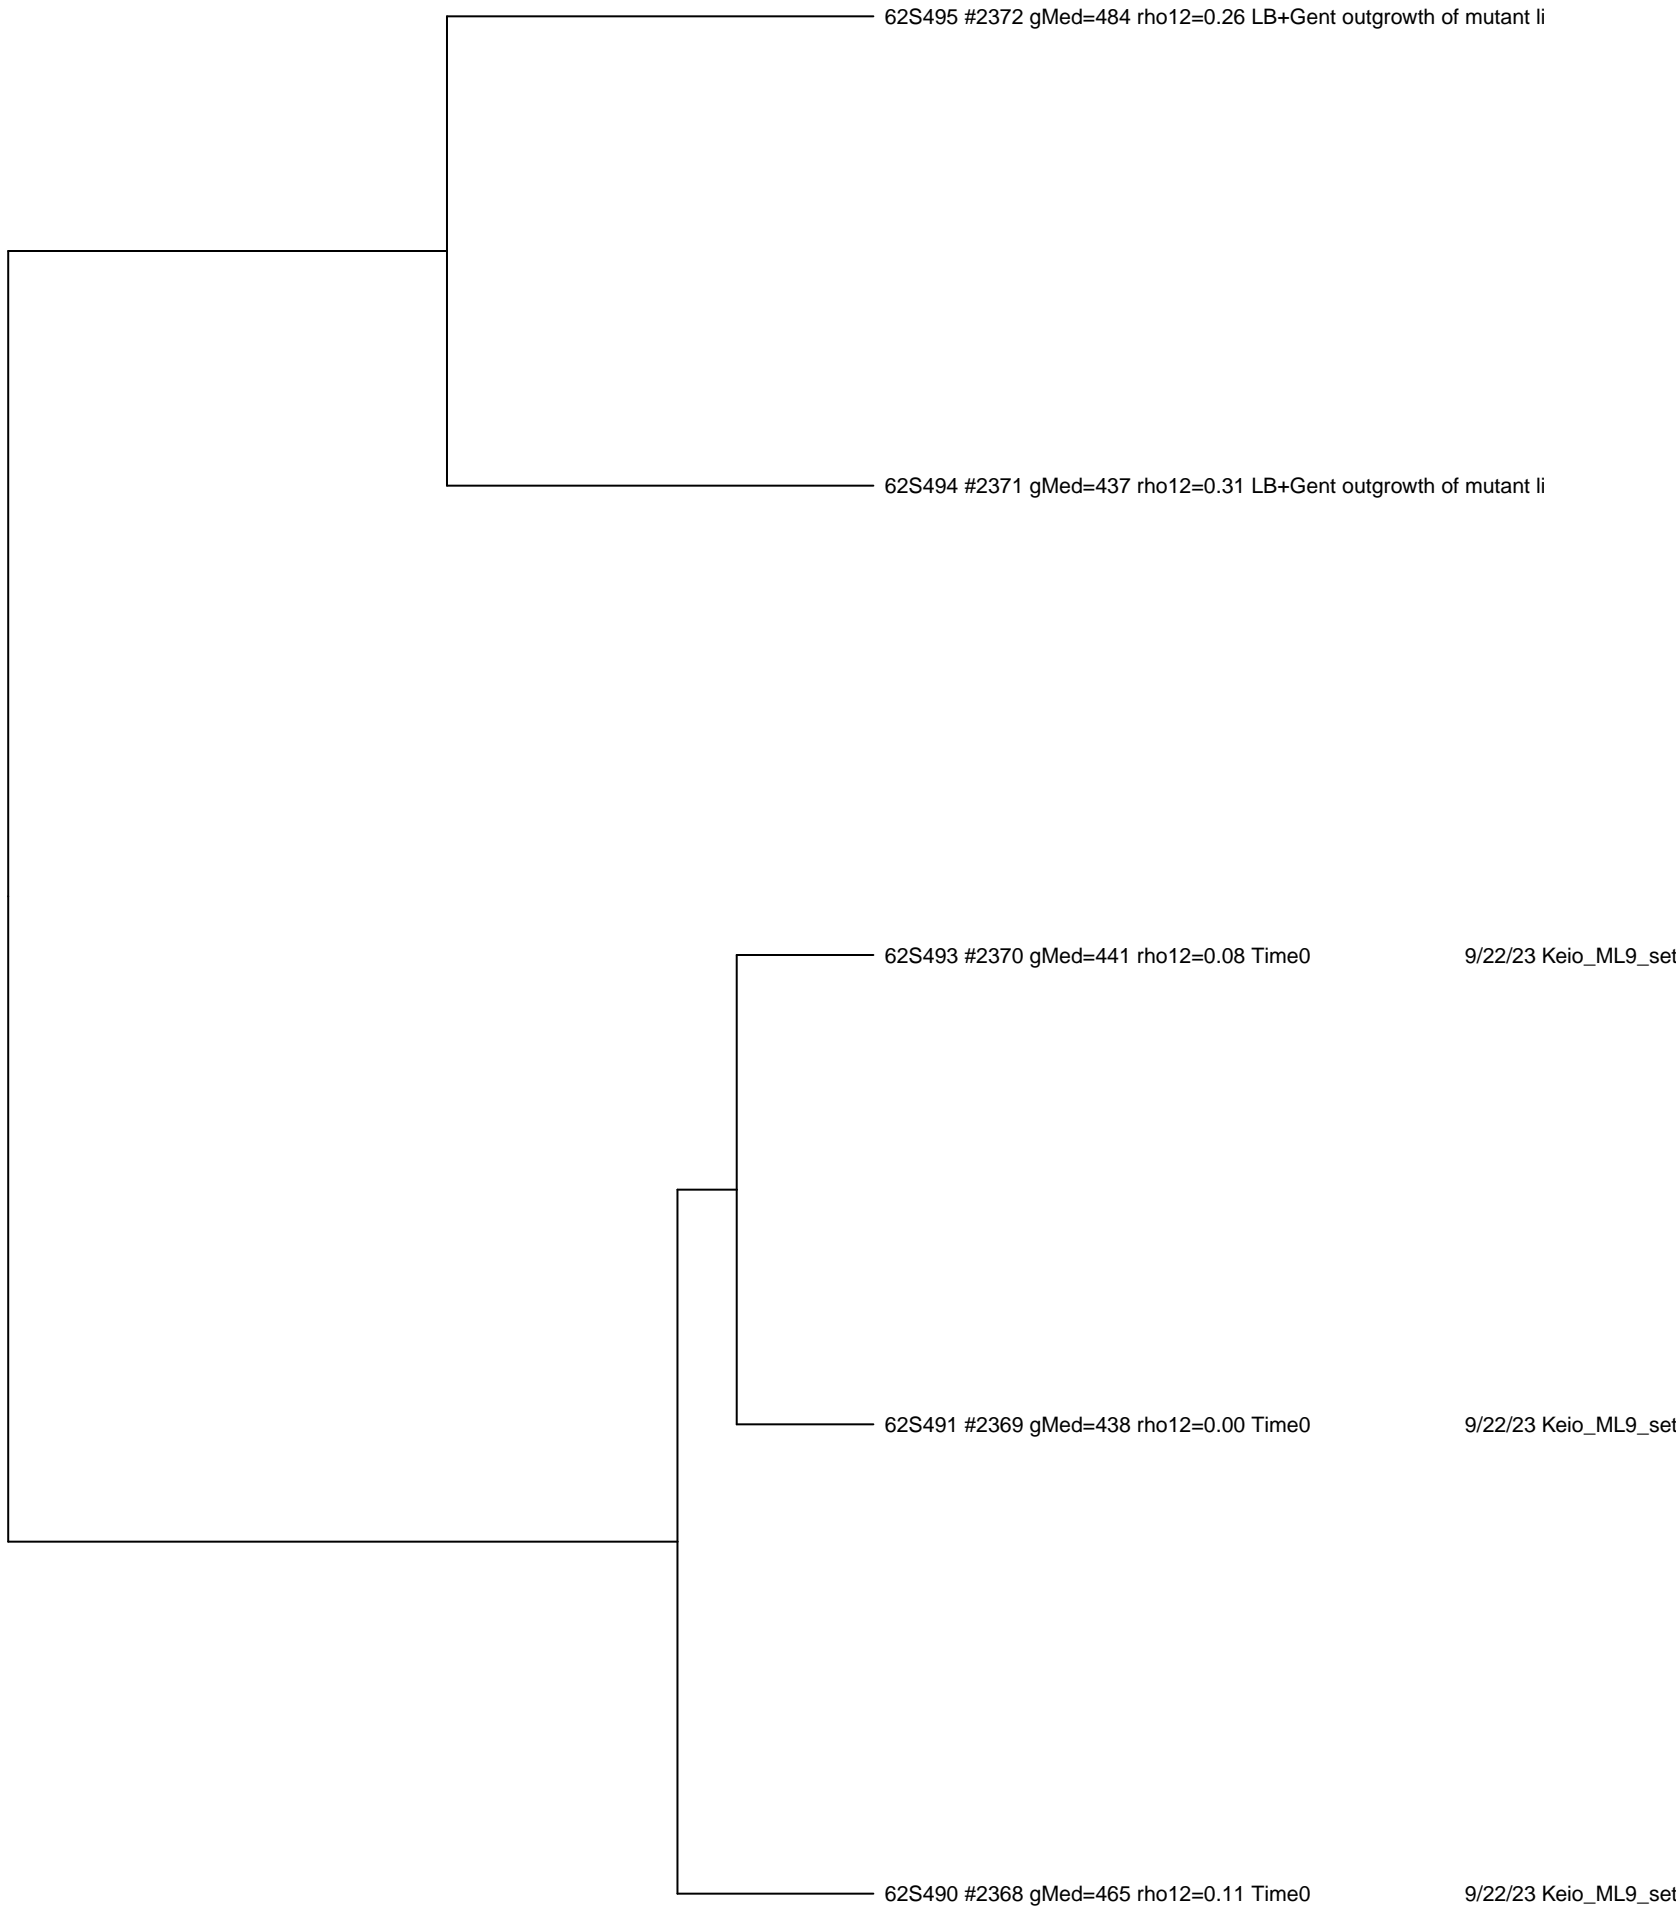 62S495 #2372 gMed=484 rho12=0.26 LB+Gent outgrowth of mutant li
62S494 #2371 gMed=437 rho12=0.31 LB+Gent outgrowth of mutant li
62S493 #2370 gMed=441 rho12=0.08 Time0 9/22/23 Keio_ML9_set
62S491 #2369 gMed=438 rho12=0.00 Time0 9/22/23 Keio_ML9_set
62S490 #2368 gMed=465 rho12=0.11 Time0 9/22/23 Keio_ML9_set